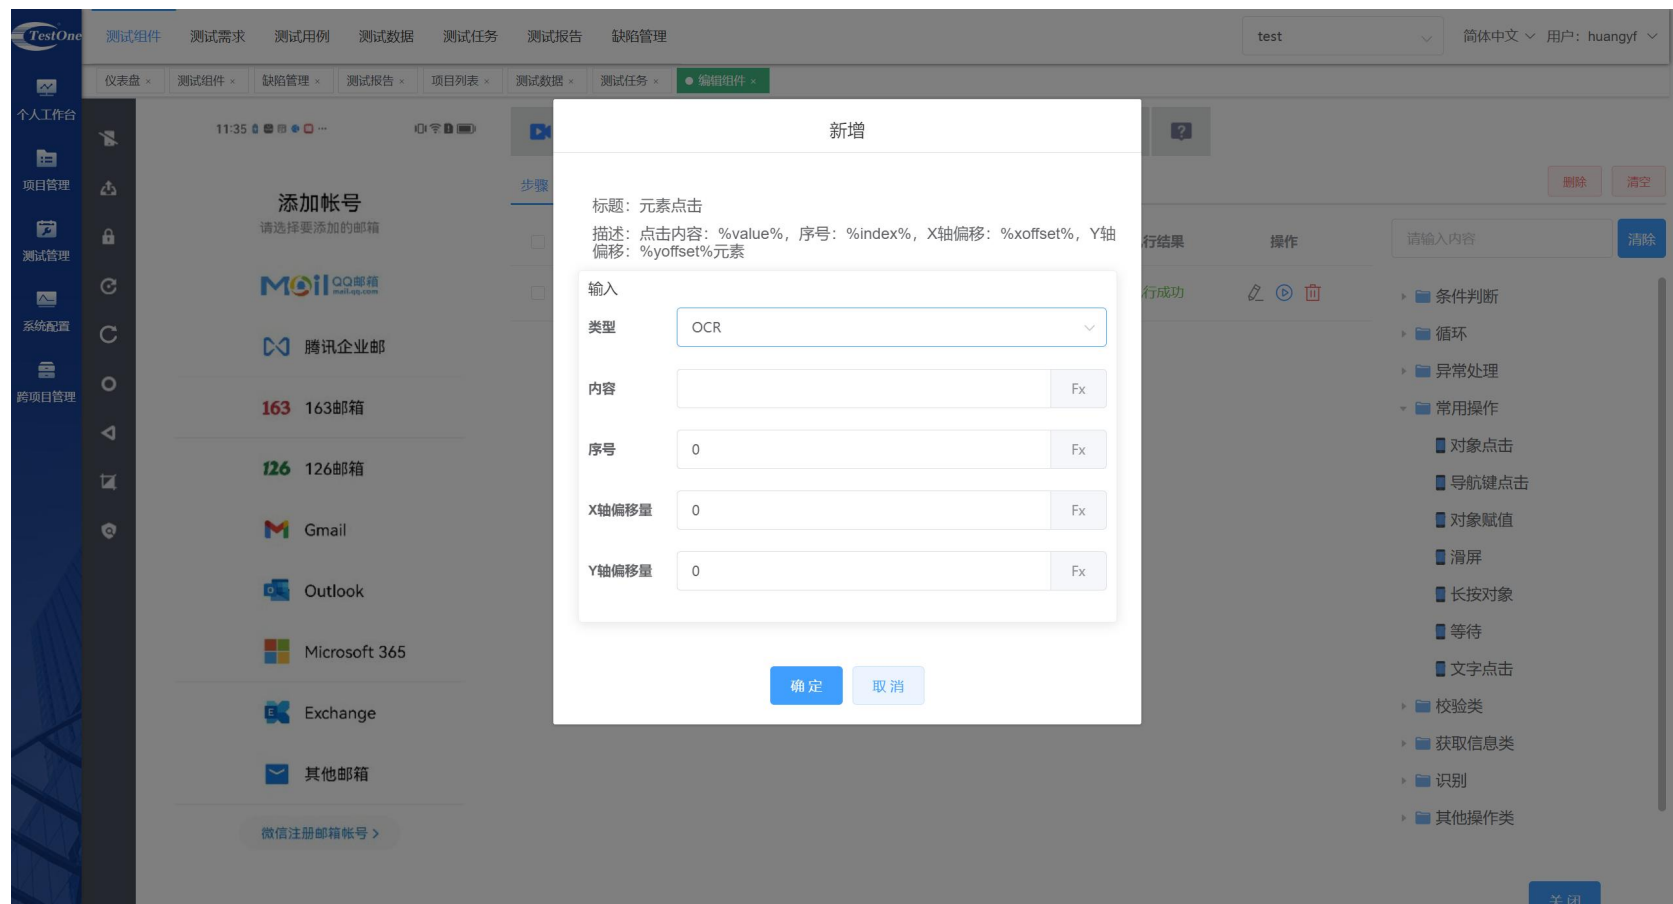 TestOne
测试组件 测试需求 测试用例 测试数据 测试任务 测试报告 缺陷管理
test
简体中文 用户：huangyf
仪表盘 × 测试组件 × 缺陷管理 × 测试报告 × 项目列表 × 测试数据 × 测试任务 × 编辑组件 ×
个人工作台
项目管理
测试管理
系统配置
跨项目管理
11:35
添加帐号
请选择要添加的邮箱
Mail QQ邮箱
mail.qq.com
腾讯企业邮
163 163邮箱
126 126邮箱
Gmail
Outlook
Microsoft 365
Exchange
其他邮箱
微信注册邮箱帐号 >
步骤
新增
标题：元素点击
描述：点击内容：%value%，序号：%index%，X轴偏移：%xoffset%，Y轴
偏移：%yoffset%元素
输入
类型 OCR
内容 Fx
序号 0 Fx
X轴偏移量 0 Fx
Y轴偏移量 0 Fx
确定 取消
删除 清空
行结果 操作
行成功
请输入内容 清除
条件判断
循环
异常处理
常用操作
对象点击
导航键点击
对象赋值
滑屏
长按对象
等待
文字点击
校验类
获取信息类
识别
其他操作类
关闭